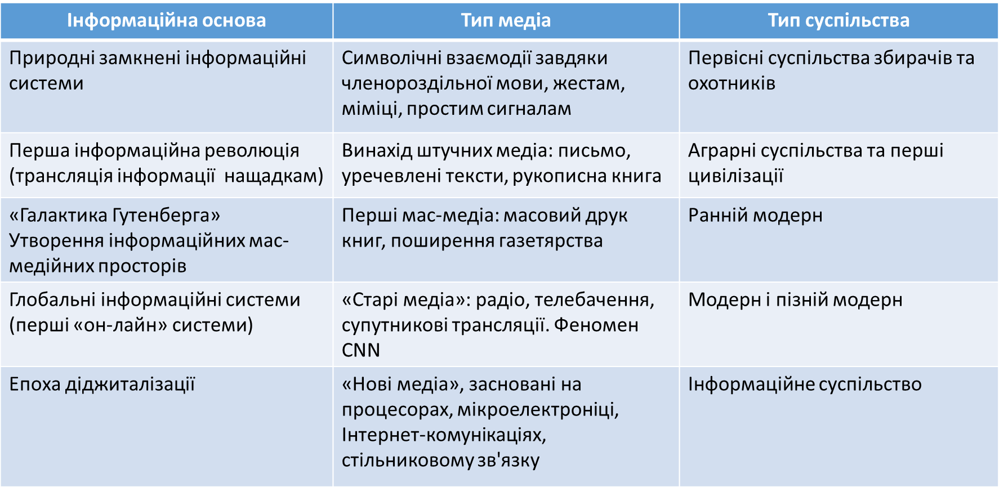 Інформаційна основа
Тип медіа
Тип суспільства
Природні замкнені інформаційні
системи
Символічні взаємодії завдяки
членороздільної мови, жестам,
міміці, простим сигналам
Первісні суспільства збирачів та
охотників
Перша інформаційна революція
(трансляція інформації  нащадкам)
Винахід штучних медіа: письмо,
уречевлені тексти, рукописна книга
Аграрні суспільства та перші
цивілізації
«Галактика Гутенберга»
Утворення інформаційних мас-
медійних просторів
Перші мас-медіа: масовий друк
книг, поширення газетярства
Ранній модерн
Глобальні інформаційні системи
(перші «он-лайн» системи)
«Старі медіа»: радіо, телебачення,
супутникові трансляції. Феномен
CNN
Модерн і пізній модерн
Епоха діджиталізації
«Нові медіа», засновані на
процесорах, мікроелектроніці,
Інтернет-комунікаціях,
стільниковому зв'язку
Інформаційне суспільство